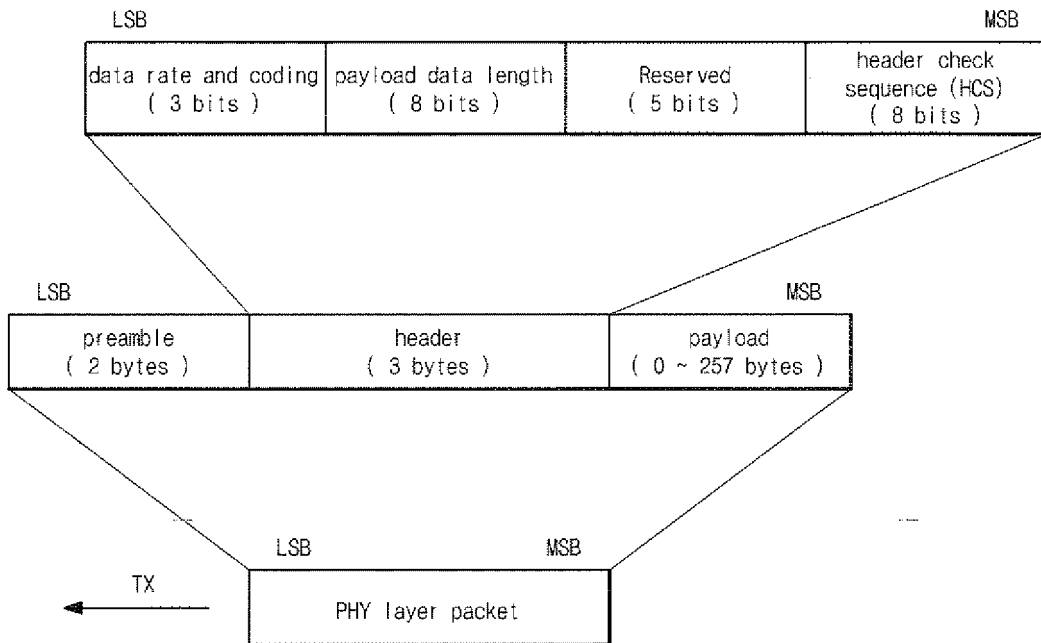 LSB MSB
data rate and coding
( 3 bits )
payload data length
( 8 bits )
Reserved
( 5 bits )
header check
sequence (HCS)
( 8 bits )
LSB MSB
preamble
( 2 bytes )
header
( 3 bytes )
payload
( 0 ~ 257 bytes )
LSB MSB
TX
PHY layer packet